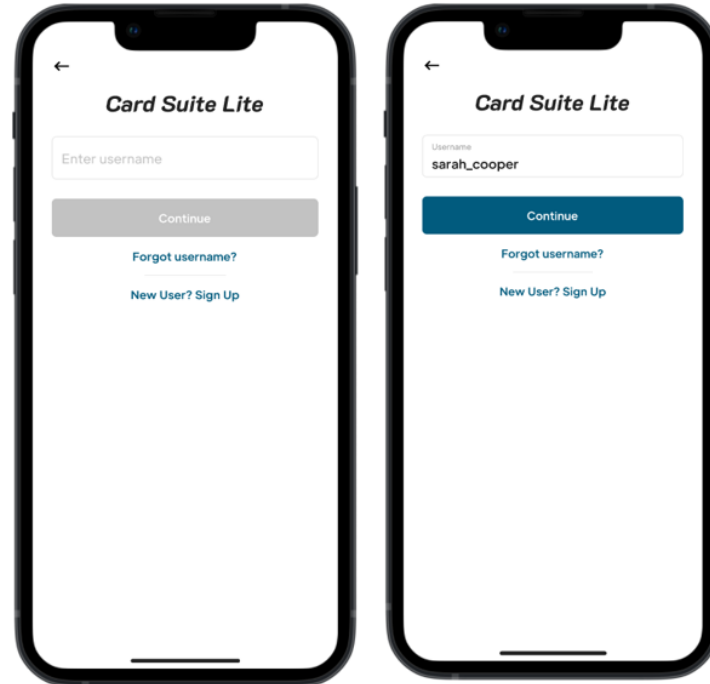 Card Suite Lite
Enter username
Continue
Forgot username?
New User? Sign Up
Card Suite Lite
Username
sarah_cooper
Continue
Forgot username?
New User? Sign Up